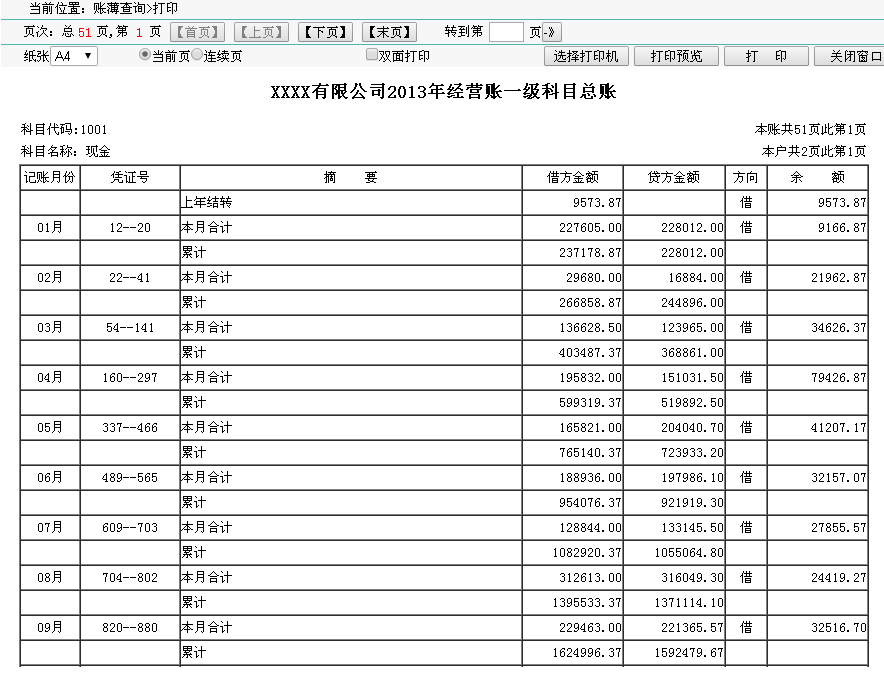 当前位置：账薄查询>打印
页次：总 51 页,第 1 页 【首页】 【上页】 【下页】 【末页】 转到第 页-》
纸张 A4 当前页 连续页 双面打印 选择打印机 打印预览 打 印 关闭窗口
XXXX有限公司2013年经营账一级科目总账
科目代码:1001 本账共51页此第1页
科目名称: 现金 本户共2页此第1页
记账月份 凭证号 摘 要 借方金额 贷方金额 方向 余 额
上年结转 9573.87 借 9573.87
01月 12--20 本月合计 227605.00 228012.00 借 9166.87
累计 237178.87 228012.00
02月 22--41 本月合计 29680.00 16884.00 借 21962.87
累计 266858.87 244896.00
03月 54--141 本月合计 136628.50 123965.00 借 34626.37
累计 403487.37 368861.00
04月 160--297 本月合计 195832.00 151031.50 借 79426.87
累计 599319.37 519892.50
05月 337--466 本月合计 165821.00 204040.70 借 41207.17
累计 765140.37 723933.20
06月 489--565 本月合计 188936.00 197986.10 借 32157.07
累计 954076.37 921919.30
07月 609--703 本月合计 128844.00 133145.50 借 27855.57
累计 1082920.37 1055064.80
08月 704--802 本月合计 312613.00 316049.30 借 24419.27
累计 1395533.37 1371114.10
09月 820--880 本月合计 229463.00 221365.57 借 32516.70
累计 1624996.37 1592479.67